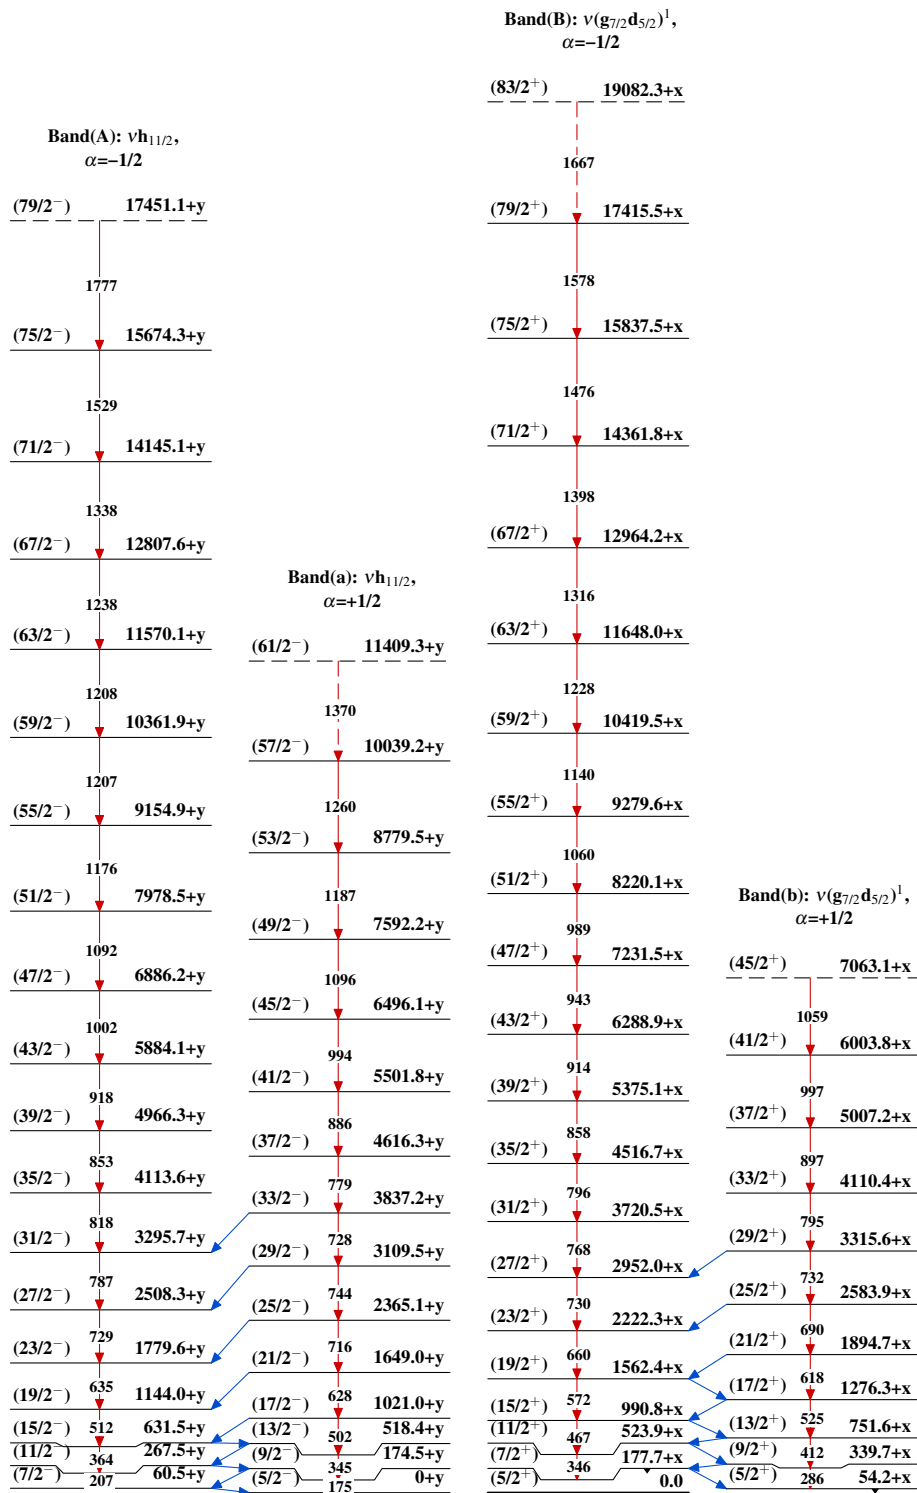 Band(A): νh11/2,
α=−1/2
(79/2−) 17451.1+y
1777
(75/2−) 15674.3+y
1529
(71/2−) 14145.1+y
1338
(67/2−) 12807.6+y
1238
(63/2−) 11570.1+y
1208
(59/2−) 10361.9+y
1207
(55/2−) 9154.9+y
1176
(51/2−) 7978.5+y
1092
(47/2−) 6886.2+y
1002
(43/2−) 5884.1+y
918
(39/2−) 4966.3+y
853
(35/2−) 4113.6+y
818
(31/2−) 3295.7+y
787
(27/2−) 2508.3+y
729
(23/2−) 1779.6+y
635
(19/2−) 1144.0+y
512
(15/2−) 631.5+y
364
(11/2−) 267.5+y
207
(7/2−) 60.5+y
Band(a): νh11/2,
α=+1/2
(61/2−) 11409.3+y
1370
(57/2−) 10039.2+y
1260
(53/2−) 8779.5+y
1187
(49/2−) 7592.2+y
1096
(45/2−) 6496.1+y
994
(41/2−) 5501.8+y
886
(37/2−) 4616.3+y
779
(33/2−) 3837.2+y
728
(29/2−) 3109.5+y
744
(25/2−) 2365.1+y
716
(21/2−) 1649.0+y
628
(17/2−) 1021.0+y
502
(13/2−) 518.4+y
345
(9/2−) 174.5+y
175
(5/2−) 0+y
Band(B): ν(g7/2d5/2)1,
α=−1/2
(83/2+) 19082.3+x
1667
(79/2+) 17415.5+x
1578
(75/2+) 15837.5+x
1476
(71/2+) 14361.8+x
1398
(67/2+) 12964.2+x
1316
(63/2+) 11648.0+x
1228
(59/2+) 10419.5+x
1140
(55/2+) 9279.6+x
1060
(51/2+) 8220.1+x
989
(47/2+) 7231.5+x
943
(43/2+) 6288.9+x
914
(39/2+) 5375.1+x
858
(35/2+) 4516.7+x
796
(31/2+) 3720.5+x
768
(27/2+) 2952.0+x
730
(23/2+) 2222.3+x
660
(19/2+) 1562.4+x
572
(15/2+) 990.8+x
467
(11/2+) 523.9+x
346
(7/2+) 177.7+x
(5/2+) 0.0
Band(b): ν(g7/2d5/2)1,
α=+1/2
(45/2+) 7063.1+x
1059
(41/2+) 6003.8+x
997
(37/2+) 5007.2+x
897
(33/2+) 4110.4+x
795
(29/2+) 3315.6+x
732
(25/2+) 2583.9+x
690
(21/2+) 1894.7+x
618
(17/2+) 1276.3+x
525
(13/2+) 751.6+x
412
(9/2+) 339.7+x
286
(5/2+) 54.2+x